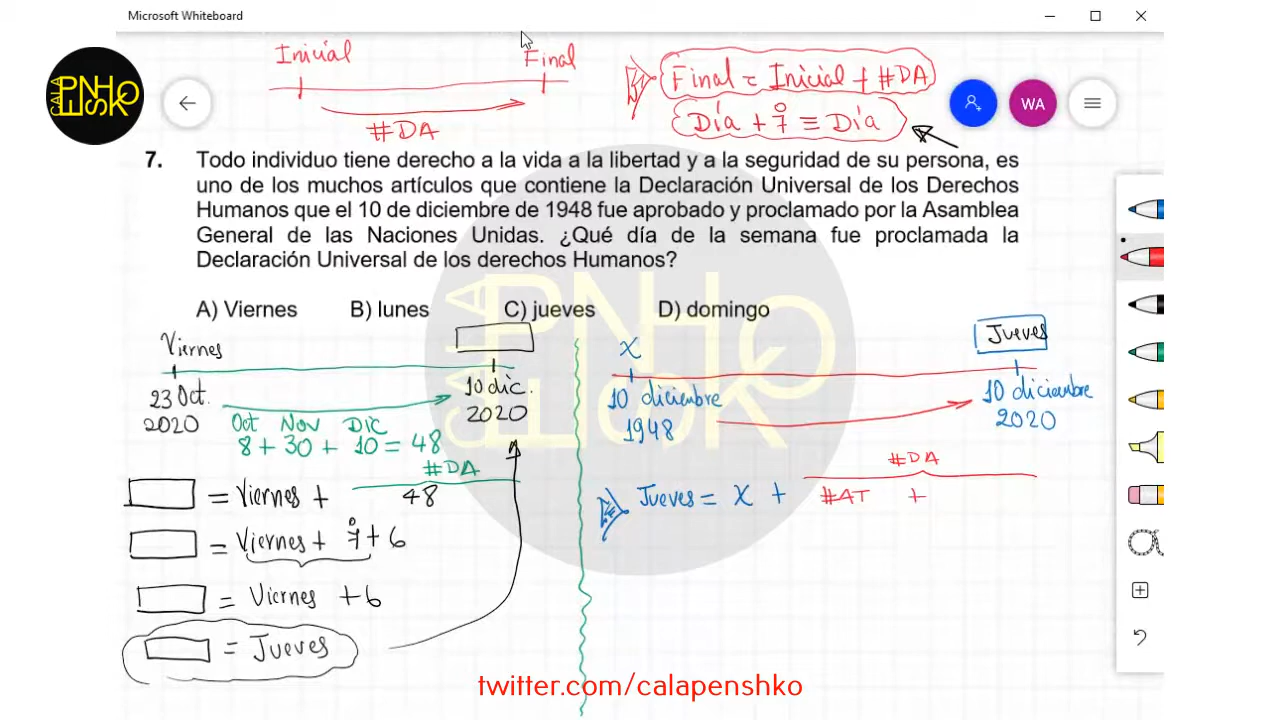 Microsoft Whiteboard
CALA
PNHO
ESKO
WA
Inicial
Final
#DA
Final = Inicial + #DA
Día + 7° ≡ Día
7. Todo individuo tiene derecho a la vida a la libertad y a la seguridad de su persona, es
uno de los muchos artículos que contiene la Declaración Universal de los Derechos
Humanos que el 10 de diciembre de 1948 fue aprobado y proclamado por la Asamblea
General de las Naciones Unidas. ¿Qué día de la semana fue proclamada la
Declaración Universal de los derechos Humanos?
A) Viernes B) lunes C) jueves D) domingo
Viernes
23 Oct.
2020
10 dic.
2020
Oct Nov Dic
8 + 30 + 10 = 48
#DA
= Viernes + 48
= Viernes + 7° + 6
= Viernes + 6
= Jueves
x
Jueves
10 diciembre
1948
10 diciembre
2020
#DA
Jueves = x + #AT +
twitter.com/calapenshko